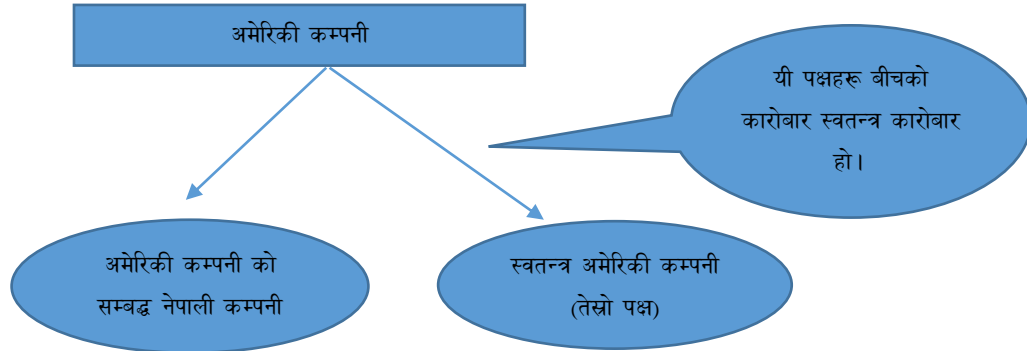 अमेरिकी कम्पनी
यी पक्षहरू बीचको
कारोबार स्वतन्त्र कारोबार
हो।
अमेरिकी कम्पनी को
सम्बद्ध नेपाली कम्पनी
स्वतन्त्र अमेरिकी कम्पनी
(तेस्रो पक्ष)